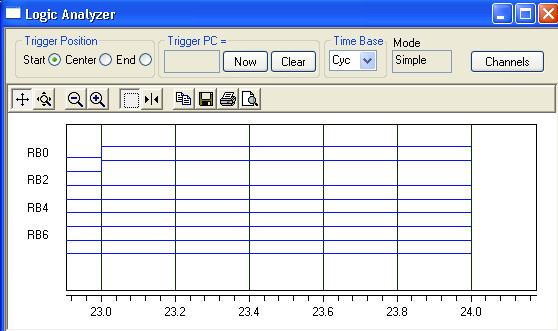 Logic Analyzer
Trigger Position
Start Center End
Trigger PC =
Now Clear
Time Base
Cyc
Mode
Simple
Channels
RB0
RB2
RB4
RB6
23.0 23.2 23.4 23.6 23.8 24.0